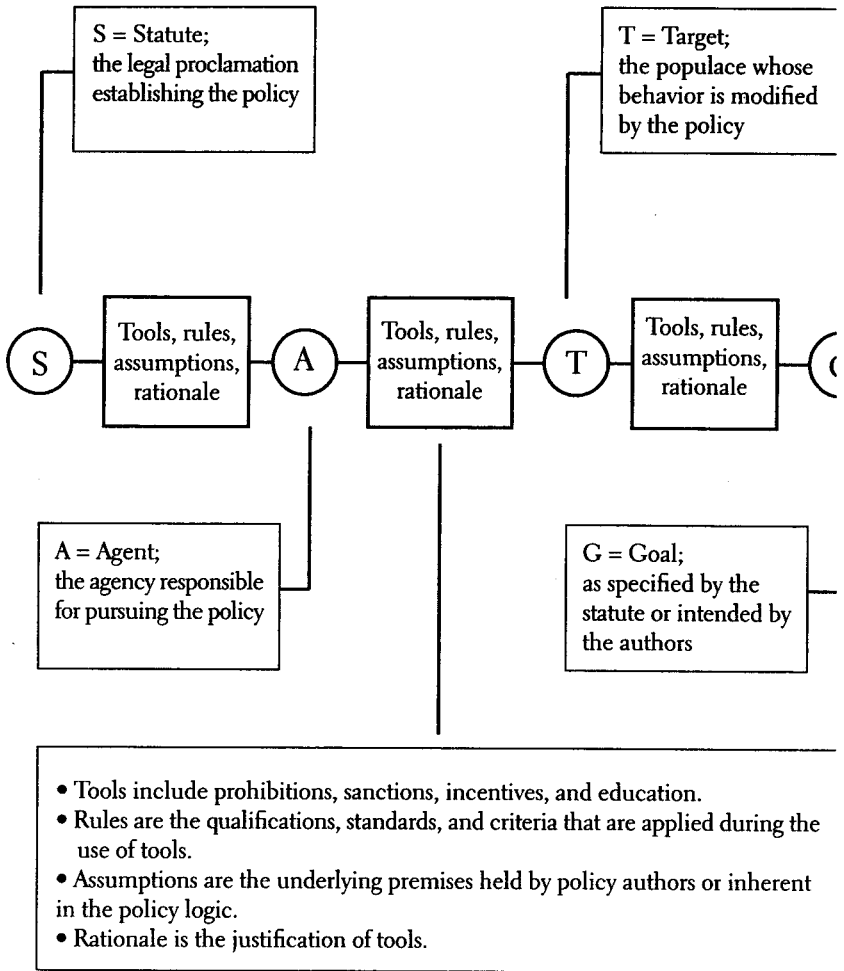 S = Statute;
the legal proclamation
establishing the policy
T = Target;
the populace whose
behavior is modified
by the policy
S
Tools, rules,
assumptions,
rationale
A
Tools, rules,
assumptions,
rationale
T
Tools, rules,
assumptions,
rationale
A = Agent;
the agency responsible
for pursuing the policy
G = Goal;
as specified by the
statute or intended by
the authors
• Tools include prohibitions, sanctions, incentives, and education.
• Rules are the qualifications, standards, and criteria that are applied during the
use of tools.
• Assumptions are the underlying premises held by policy authors or inherent
in the policy logic.
• Rationale is the justification of tools.